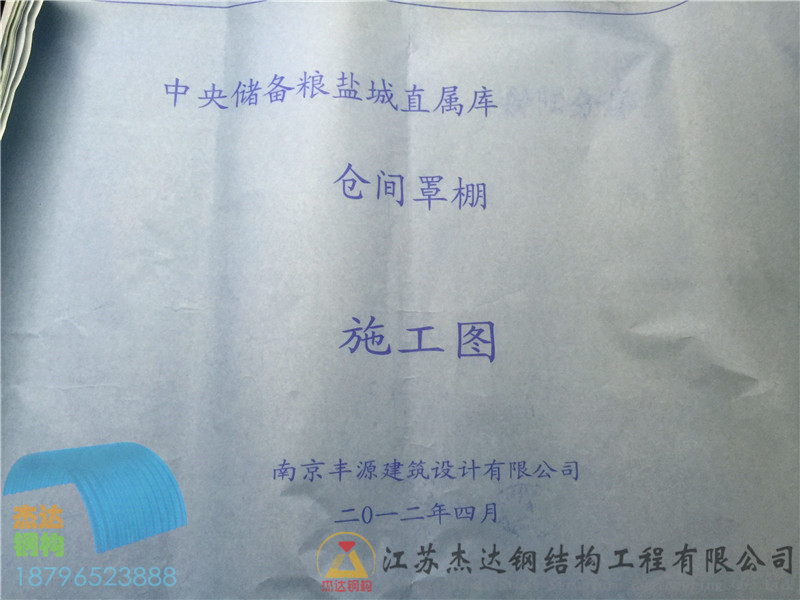 中央储备粮盐城直属库
仓间罩棚
施工图
南京丰源建筑设计有限公司
二0一二年四月
杰达
钢构
18796523888
杰达钢构
江苏杰达钢结构工程有限公司